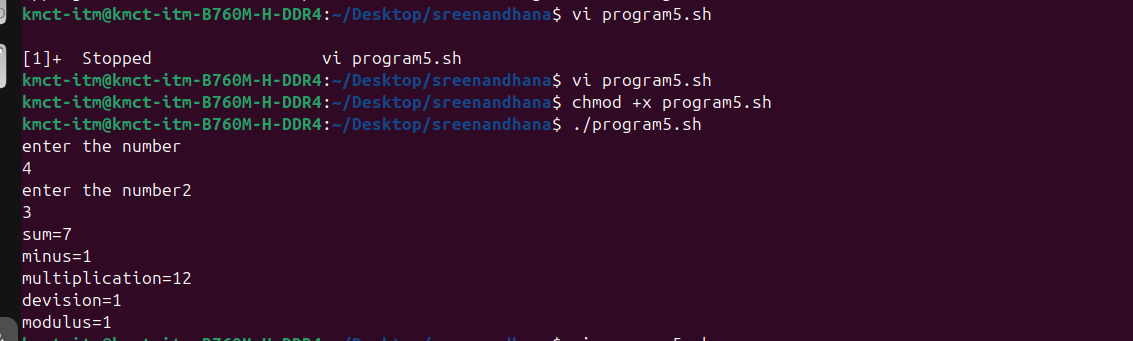 kmct-itm@kmct-itm-B760M-H-DDR4:~/Desktop/sreenandhana$ vi program5.sh
[1]+  Stopped                 vi program5.sh
kmct-itm@kmct-itm-B760M-H-DDR4:~/Desktop/sreenandhana$ vi program5.sh
kmct-itm@kmct-itm-B760M-H-DDR4:~/Desktop/sreenandhana$ chmod +x program5.sh
kmct-itm@kmct-itm-B760M-H-DDR4:~/Desktop/sreenandhana$ ./program5.sh
enter the number
4
enter the number2
3
sum=7
minus=1
multiplication=12
devision=1
modulus=1